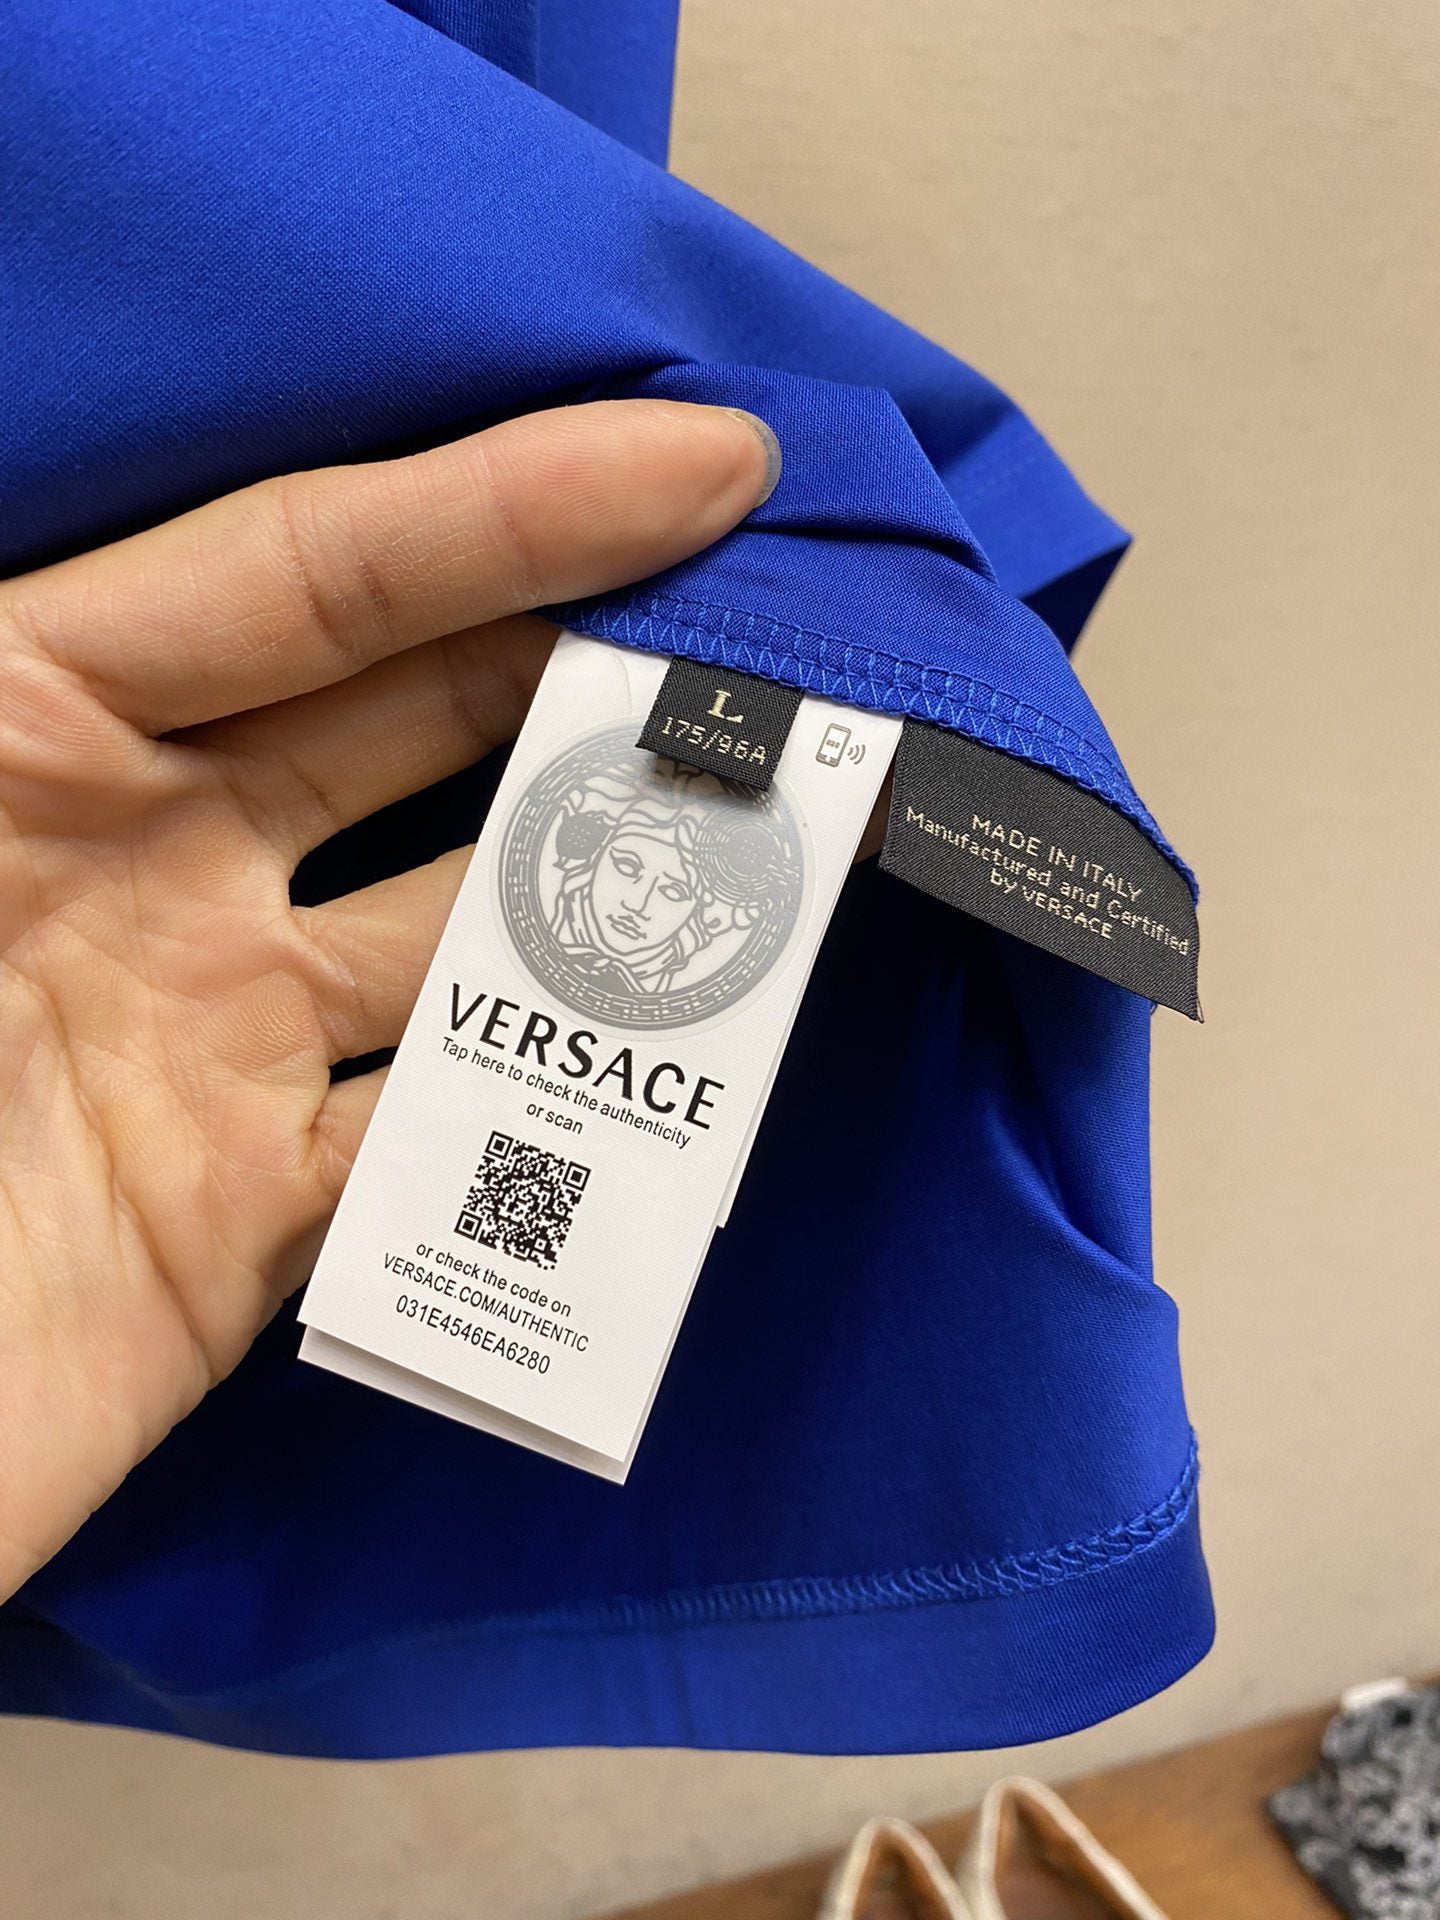 L
175/96A
MADE IN ITALY
Manufactured and Certified
by VERSACE
VERSACE
Tap here to check the authenticity
or scan
or check the code on
VERSACE.COM/AUTHENTIC
031E4546EA6280